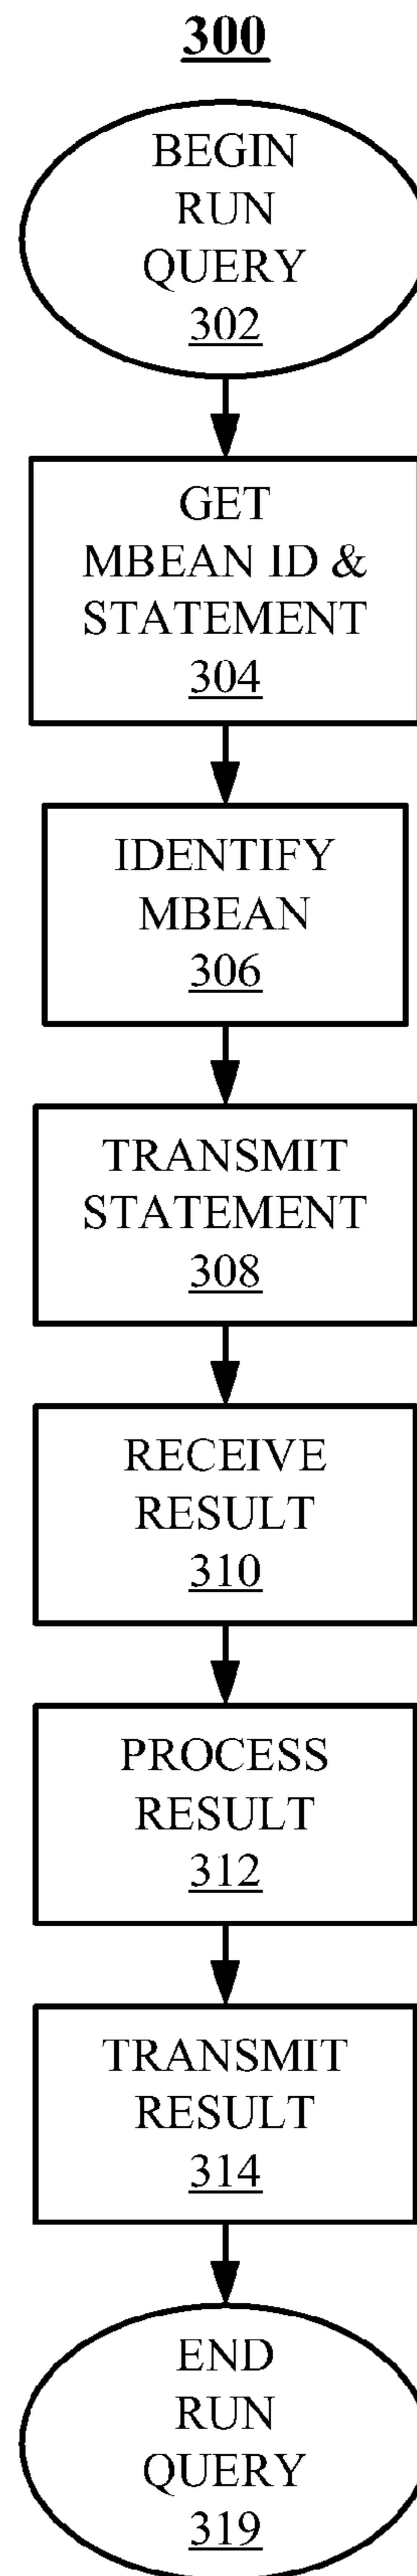 300
BEGIN
RUN
QUERY
302
GET
MBEAN ID &
STATEMENT
304
IDENTIFY
MBEAN
306
TRANSMIT
STATEMENT
308
RECEIVE
RESULT
310
PROCESS
RESULT
312
TRANSMIT
RESULT
314
END
RUN
QUERY
319